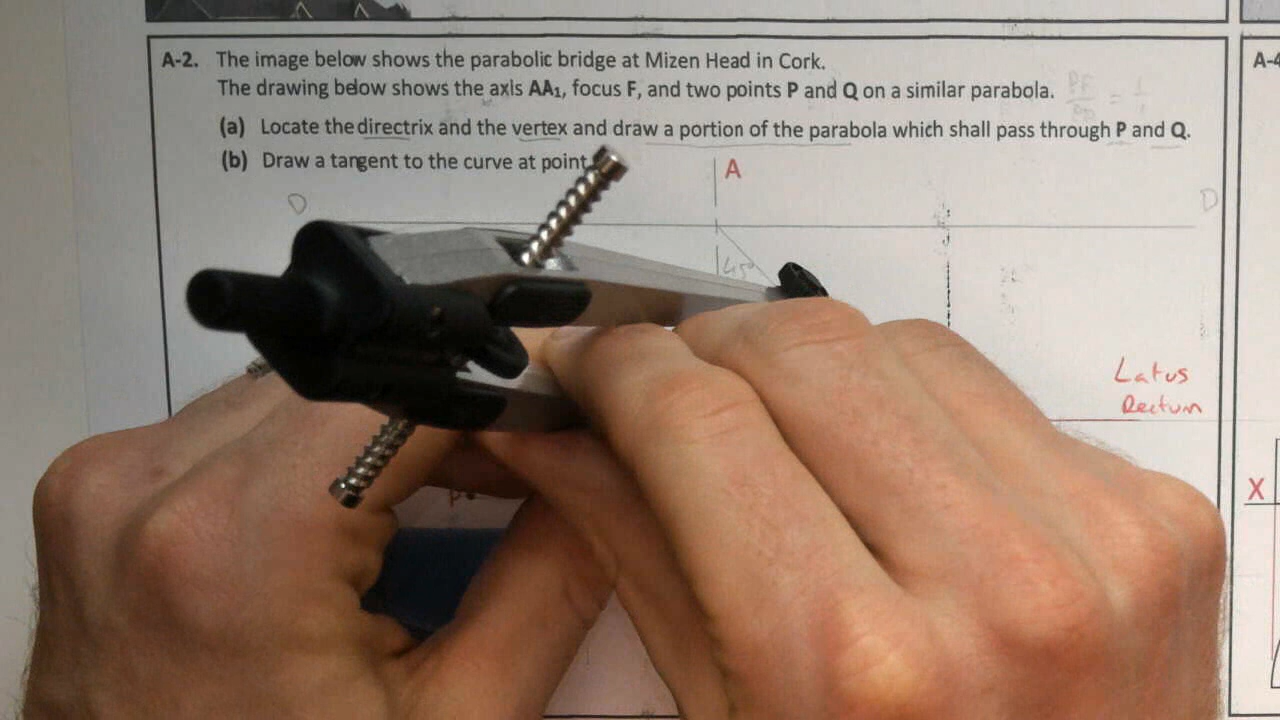 A-2. The image below shows the parabolic bridge at Mizen Head in Cork.
The drawing below shows the axis AA₁, focus F, and two points P and Q on a similar parabola.
PF
= 1
(a) Locate the directrix and the vertex and draw a portion of the parabola which shall pass through P and Q.
(b) Draw a tangent to the curve at point
A
D
D
45°
Latus
Rectum
X
A-4